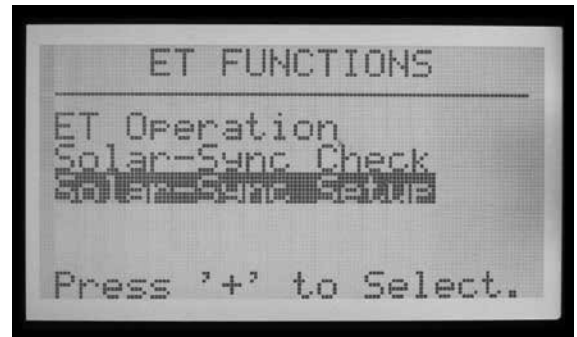 ET FUNCTIONS
ET Operation
Solar-Sync Check
Solar-Sync Setup
Press '+' to Select.